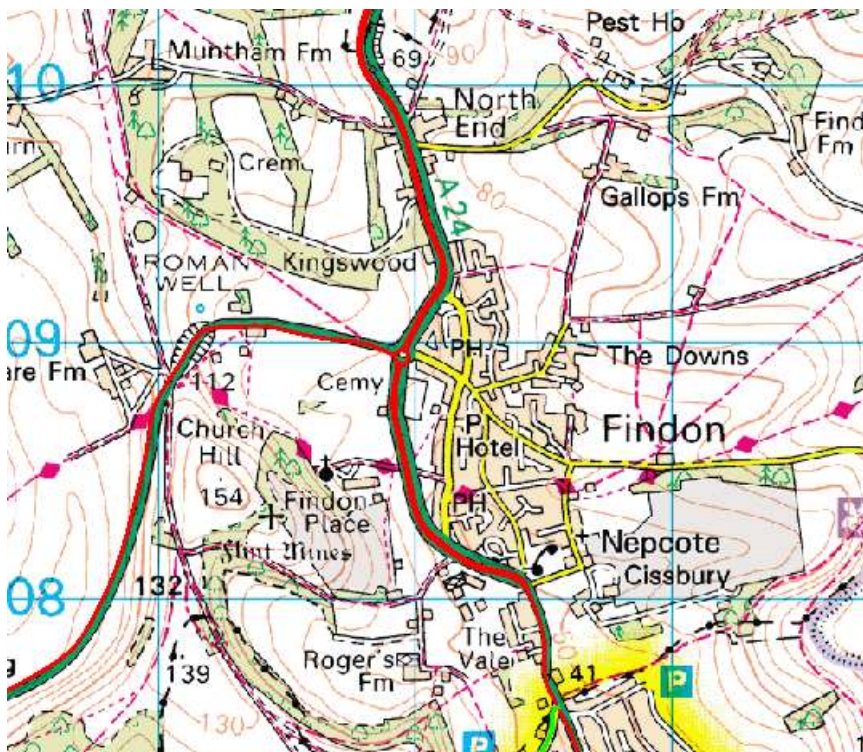 Pest Ho
Muntham Fm
69
90
10
North
End
Find
Fm
Crem
A 24
80
Gallops Fm
ROMAN
WELL
Kingswood
09
PH
The Downs
are Fm
112
Cemy
Church
Hill
154
P
Hotel
Findon
Findon
Place
PH
Flint Mines
Nepcote
Cissbury
08
132
The
Vale
139
Roger's
Fm
41
P
130
P